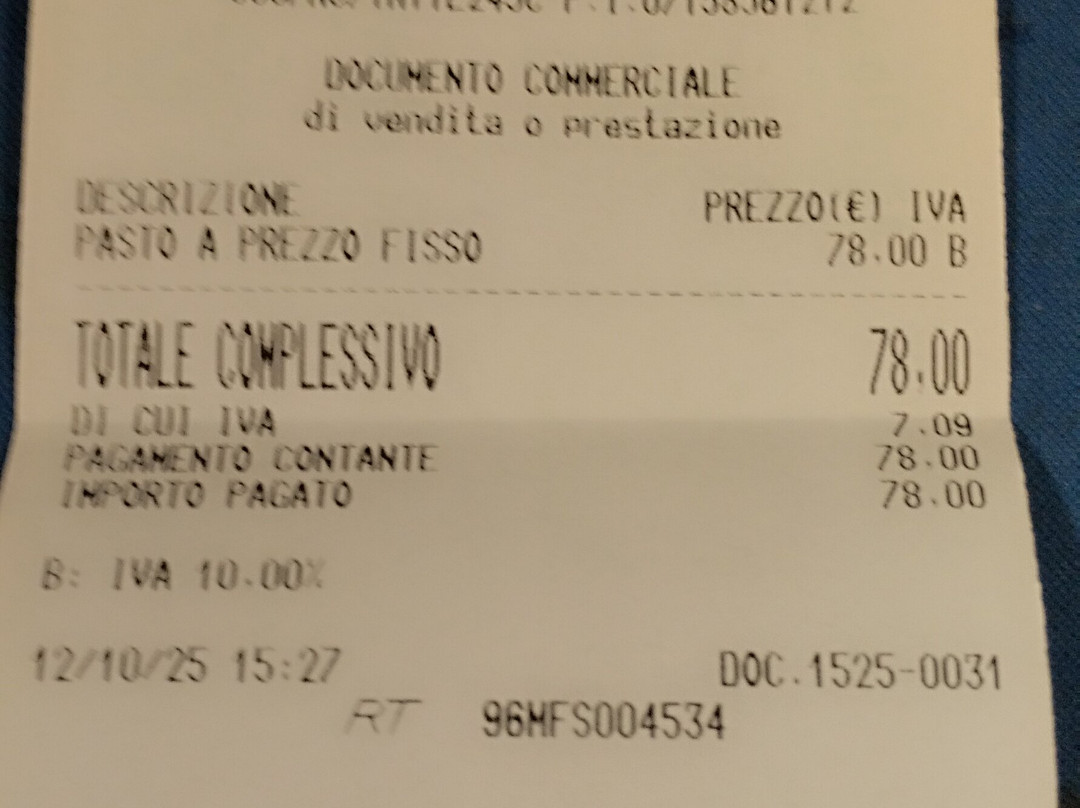 DOCUMENTO COMMERCIALE
di vendita o prestazione
DESCRIZIONE PREZZO(€) IVA
PASTO A PREZZO FISSO 78.00 B
TOTALE COMPLESSIVO 78.00
DI CUI IVA 7.09
PAGAMENTO CONTANTE 78.00
IMPORTO PAGATO 78.00
B: IVA 10.00%
12/10/25 15:27 DOC.1525-0031
RT 96MFS004534